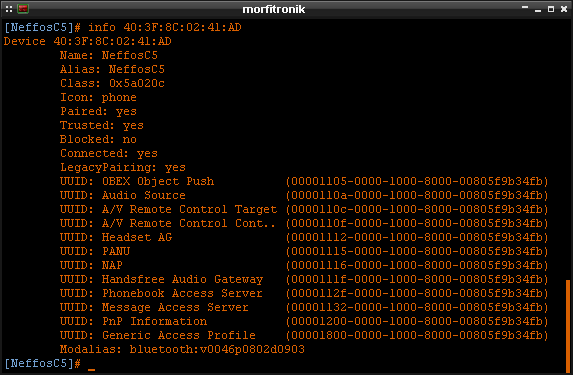 morfitronik
[NeffosC5]# info 40:3F:8C:02:41:AD
Device 40:3F:8C:02:41:AD
Name: NeffosC5
Alias: NeffosC5
Class: 0x5a020c
Icon: phone
Paired: yes
Trusted: yes
Blocked: no
Connected: yes
LegacyPairing: yes
UUID: OBEX Object Push (00001105-0000-1000-8000-00805f9b34fb)
UUID: Audio Source (0000110a-0000-1000-8000-00805f9b34fb)
UUID: A/V Remote Control Target (0000110c-0000-1000-8000-00805f9b34fb)
UUID: A/V Remote Control Cont.. (0000110f-0000-1000-8000-00805f9b34fb)
UUID: Headset AG (00001112-0000-1000-8000-00805f9b34fb)
UUID: PANU (00001115-0000-1000-8000-00805f9b34fb)
UUID: NAP (00001116-0000-1000-8000-00805f9b34fb)
UUID: Handsfree Audio Gateway (0000111f-0000-1000-8000-00805f9b34fb)
UUID: Phonebook Access Server (0000112f-0000-1000-8000-00805f9b34fb)
UUID: Message Access Server (00001132-0000-1000-8000-00805f9b34fb)
UUID: PnP Information (00001200-0000-1000-8000-00805f9b34fb)
UUID: Generic Access Profile (00001800-0000-1000-8000-00805f9b34fb)
Modalias: bluetooth:v0046p0802d0903
[NeffosC5]# _